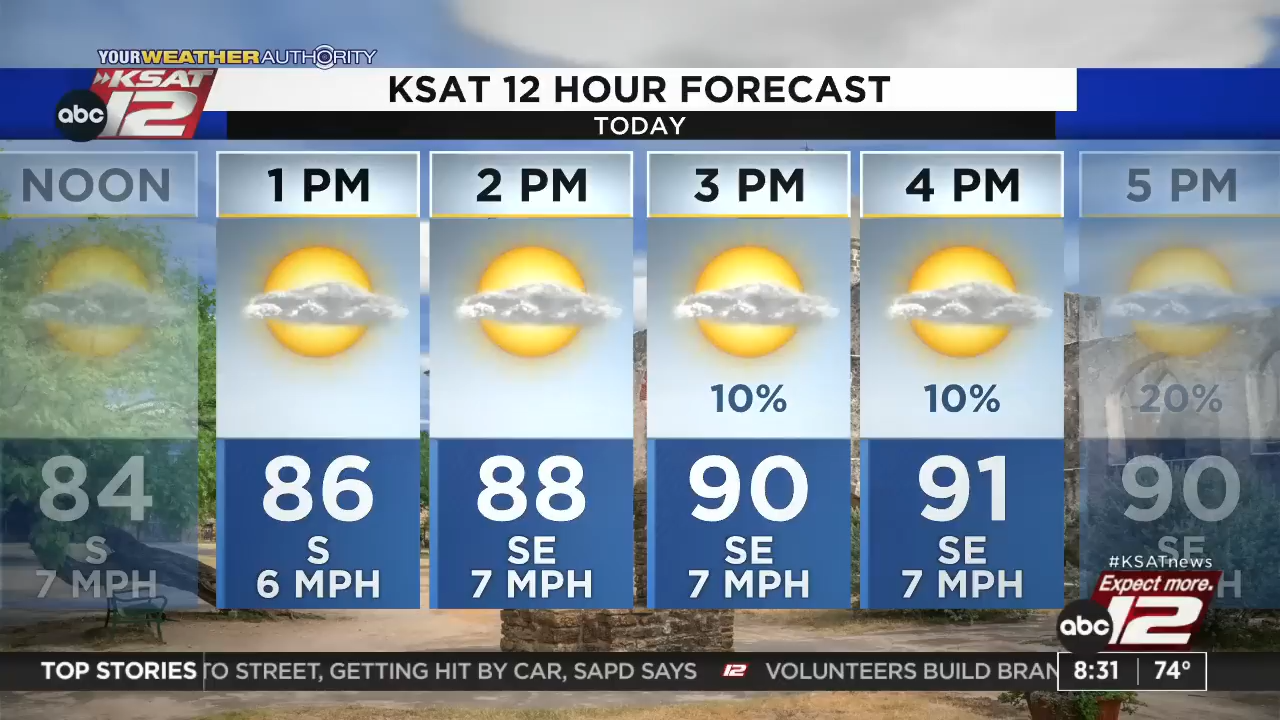 YOURWEATHERAUTHORITY
KSAT 12
abc
KSAT 12 HOUR FORECAST
TODAY
NOON
84
S
7 MPH
1 PM
86
S
6 MPH
2 PM
88
SE
7 MPH
3 PM
10%
90
SE
7 MPH
4 PM
10%
91
SE
7 MPH
5 PM
20%
90
SE
H
#KSATnews
Expect more.
abc 12
TOP STORIES
TO STREET, GETTING HIT BY CAR, SAPD SAYS 12 VOLUNTEERS BUILD BRAN
8:31 74°